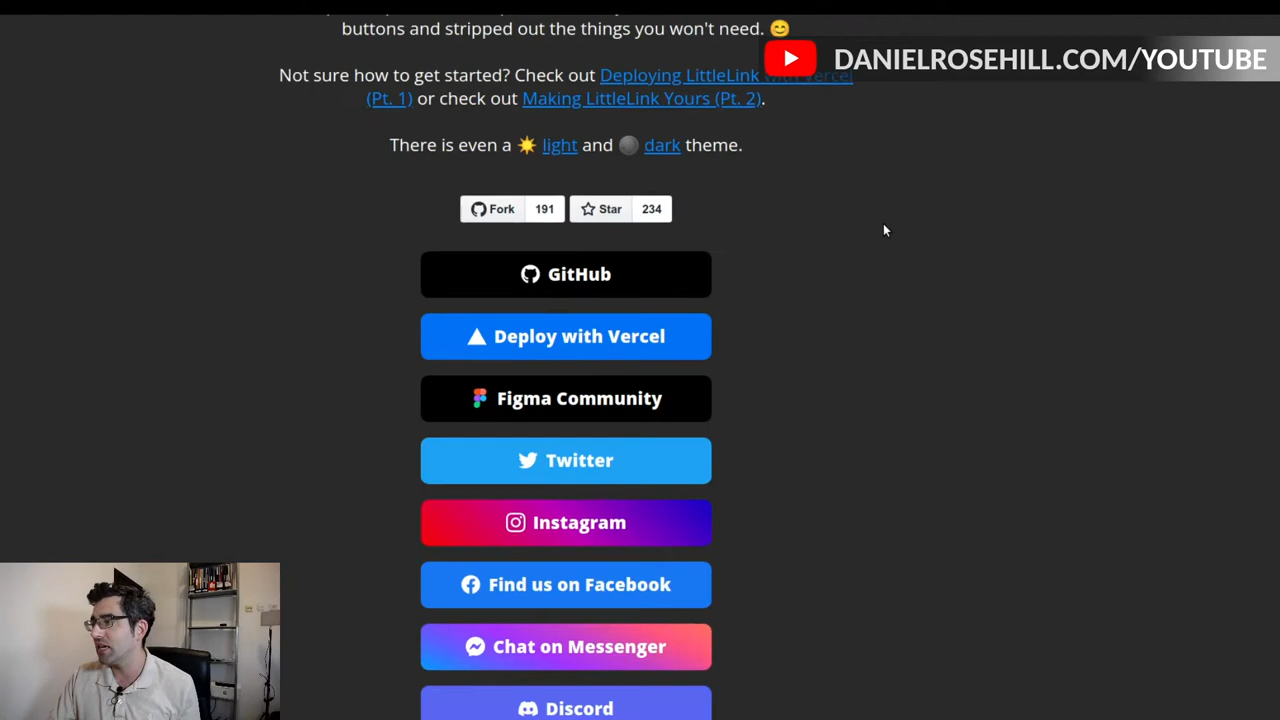 buttons and stripped out the things you won't need. 😊
DANIELROSEHILL.COM/YOUTUBE
Not sure how to get started? Check out Deploying LittleLink with Vercel
(Pt. 1) or check out Making LittleLink Yours (Pt. 2).
There is even a ☀️ light and 🌑 dark theme.
Fork 191 Star 234
GitHub
Deploy with Vercel
Figma Community
Twitter
Instagram
Find us on Facebook
Chat on Messenger
Discord